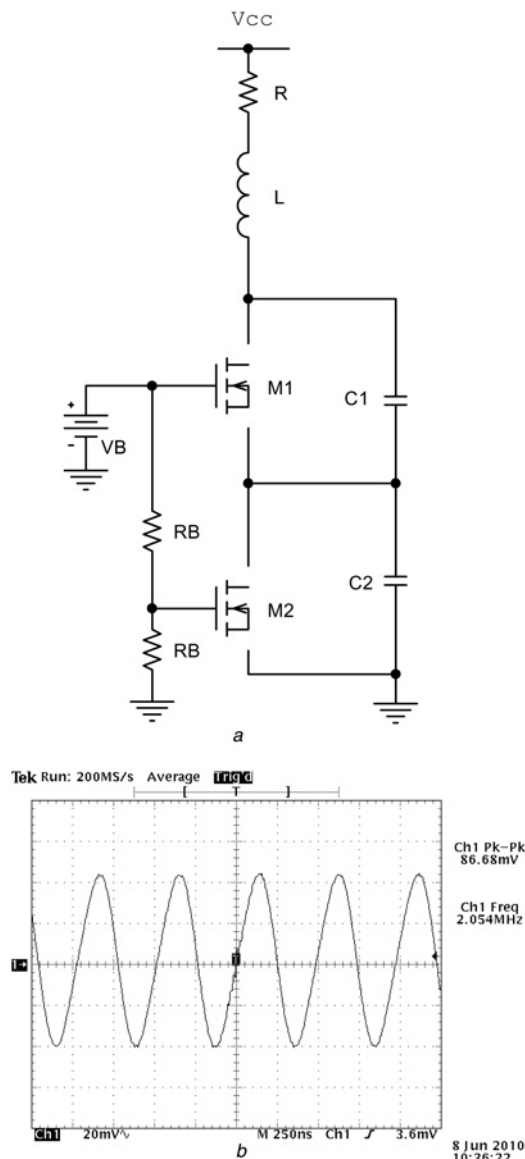 Vcc
R
L
M1
C1
+
VB
-
RB
M2
C2
RB
a
Tek Run: 200MS/s Average Trig'd
T
Ch1 Pk-Pk
86.68mV
Ch1 Freq
2.054MHz
1
T
Ch1 20mV∿ M 250ns Ch1 ƒ 3.6mV
b
8 Jun 2010
10:36:22